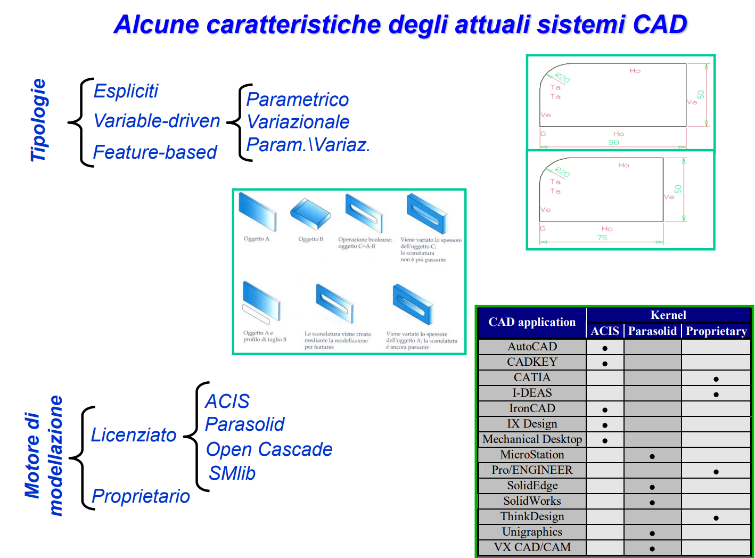 Alcune caratteristiche degli attuali sistemi CAD
Tipologie
Espliciti
Variable-driven
Feature-based
Parametrico
Variazionale
Param.\Variaz.
R20
Ho
Ta
Ta
Ve
Ve
50
G
Ho
90
R20
Ho
Ta
Ta
Ve
Ve
50
G
Ho
75
Oggetto A
Oggetto B
Operazione booleana:
oggetto C=A-B
Viene variato lo spessore
dell'oggetto C:
la scanalatura
non è più passante
Oggetto A e
profilo di taglio B
La scanalatura viene creata
mediante la modellazione
per features
Viene variato lo spessore
dell'oggetto A; la scanalatura
è ancora passante
Motore di
modellazione
Licenziato
Proprietario
ACIS
Parasolid
Open Cascade
SMlib
CAD application
Kernel
ACIS Parasolid Proprietary
AutoCAD ●
CADKEY ●
CATIA ●
I-DEAS ●
IronCAD ●
IX Design ●
Mechanical Desktop ●
MicroStation ●
Pro/ENGINEER ●
SolidEdge ●
SolidWorks ●
ThinkDesign ●
Unigraphics ●
VX CAD/CAM ●